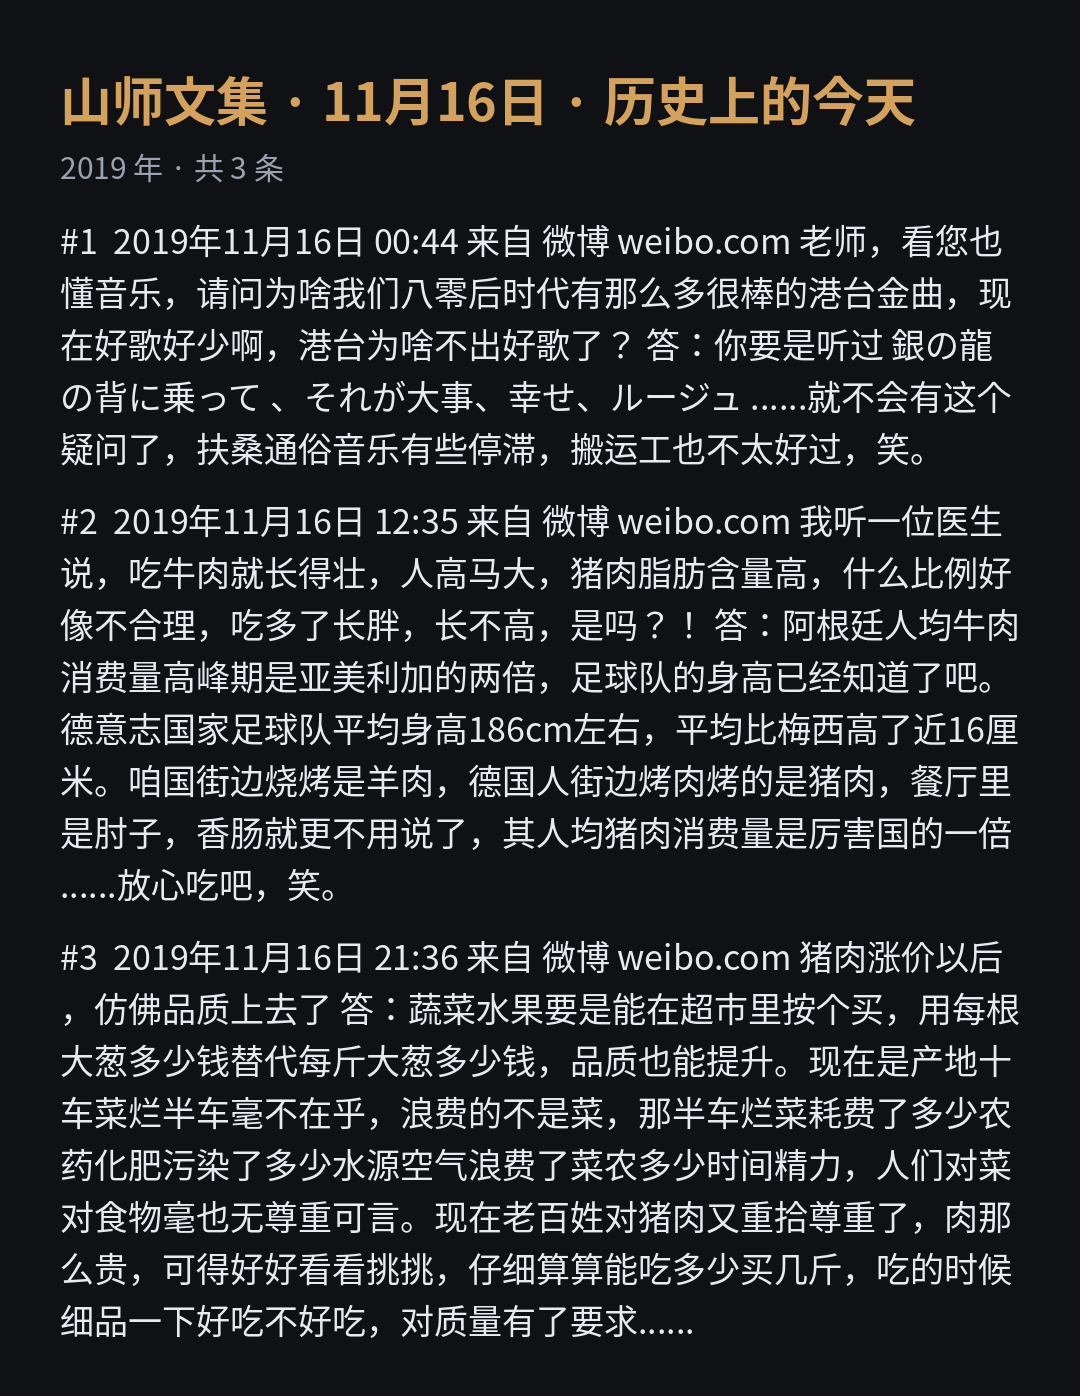 山师文集 · 11月16日 · 历史上的今天
2019 年 · 共 3 条
#1 2019年11月16日 00:44 来自 微博 weibo.com 老师，看您也
懂音乐，请问为啥我们八零后时代有那么多很棒的港台金曲，现
在好歌好少啊，港台为啥不出好歌了？ 答：你要是听过 銀の龍
の背に乗って 、それが大事、幸せ、ルージュ ......就不会有这个
疑问了，扶桑通俗音乐有些停滞，搬运工也不太好过，笑。
#2 2019年11月16日 12:35 来自 微博 weibo.com 我听一位医生
说，吃牛肉就长得壮，人高马大，猪肉脂肪含量高，什么比例好
像不合理，吃多了长胖，长不高，是吗？！ 答：阿根廷人均牛肉
消费量高峰期是亚美利加的两倍，足球队的身高已经知道了吧。
德意志国家足球队平均身高186cm左右，平均比梅西高了近16厘
米。咱国街边烧烤是羊肉，德国人街边烤肉烤的是猪肉，餐厅里
是肘子，香肠就更不用说了，其人均猪肉消费量是厉害国的一倍
......放心吃吧，笑。
#3 2019年11月16日 21:36 来自 微博 weibo.com 猪肉涨价以后
，仿佛品质上去了 答：蔬菜水果要是能在超市里按个买，用每根
大葱多少钱替代每斤大葱多少钱，品质也能提升。现在是产地十
车菜烂半车毫不在乎，浪费的不是菜，那半车烂菜耗费了多少农
药化肥污染了多少水源空气浪费了菜农多少时间精力，人们对菜
对食物毫也无尊重可言。现在老百姓对猪肉又重拾尊重了，肉那
么贵，可得好好看看挑挑，仔细算算能吃多少买几斤，吃的时候
细品一下好吃不好吃，对质量有了要求......